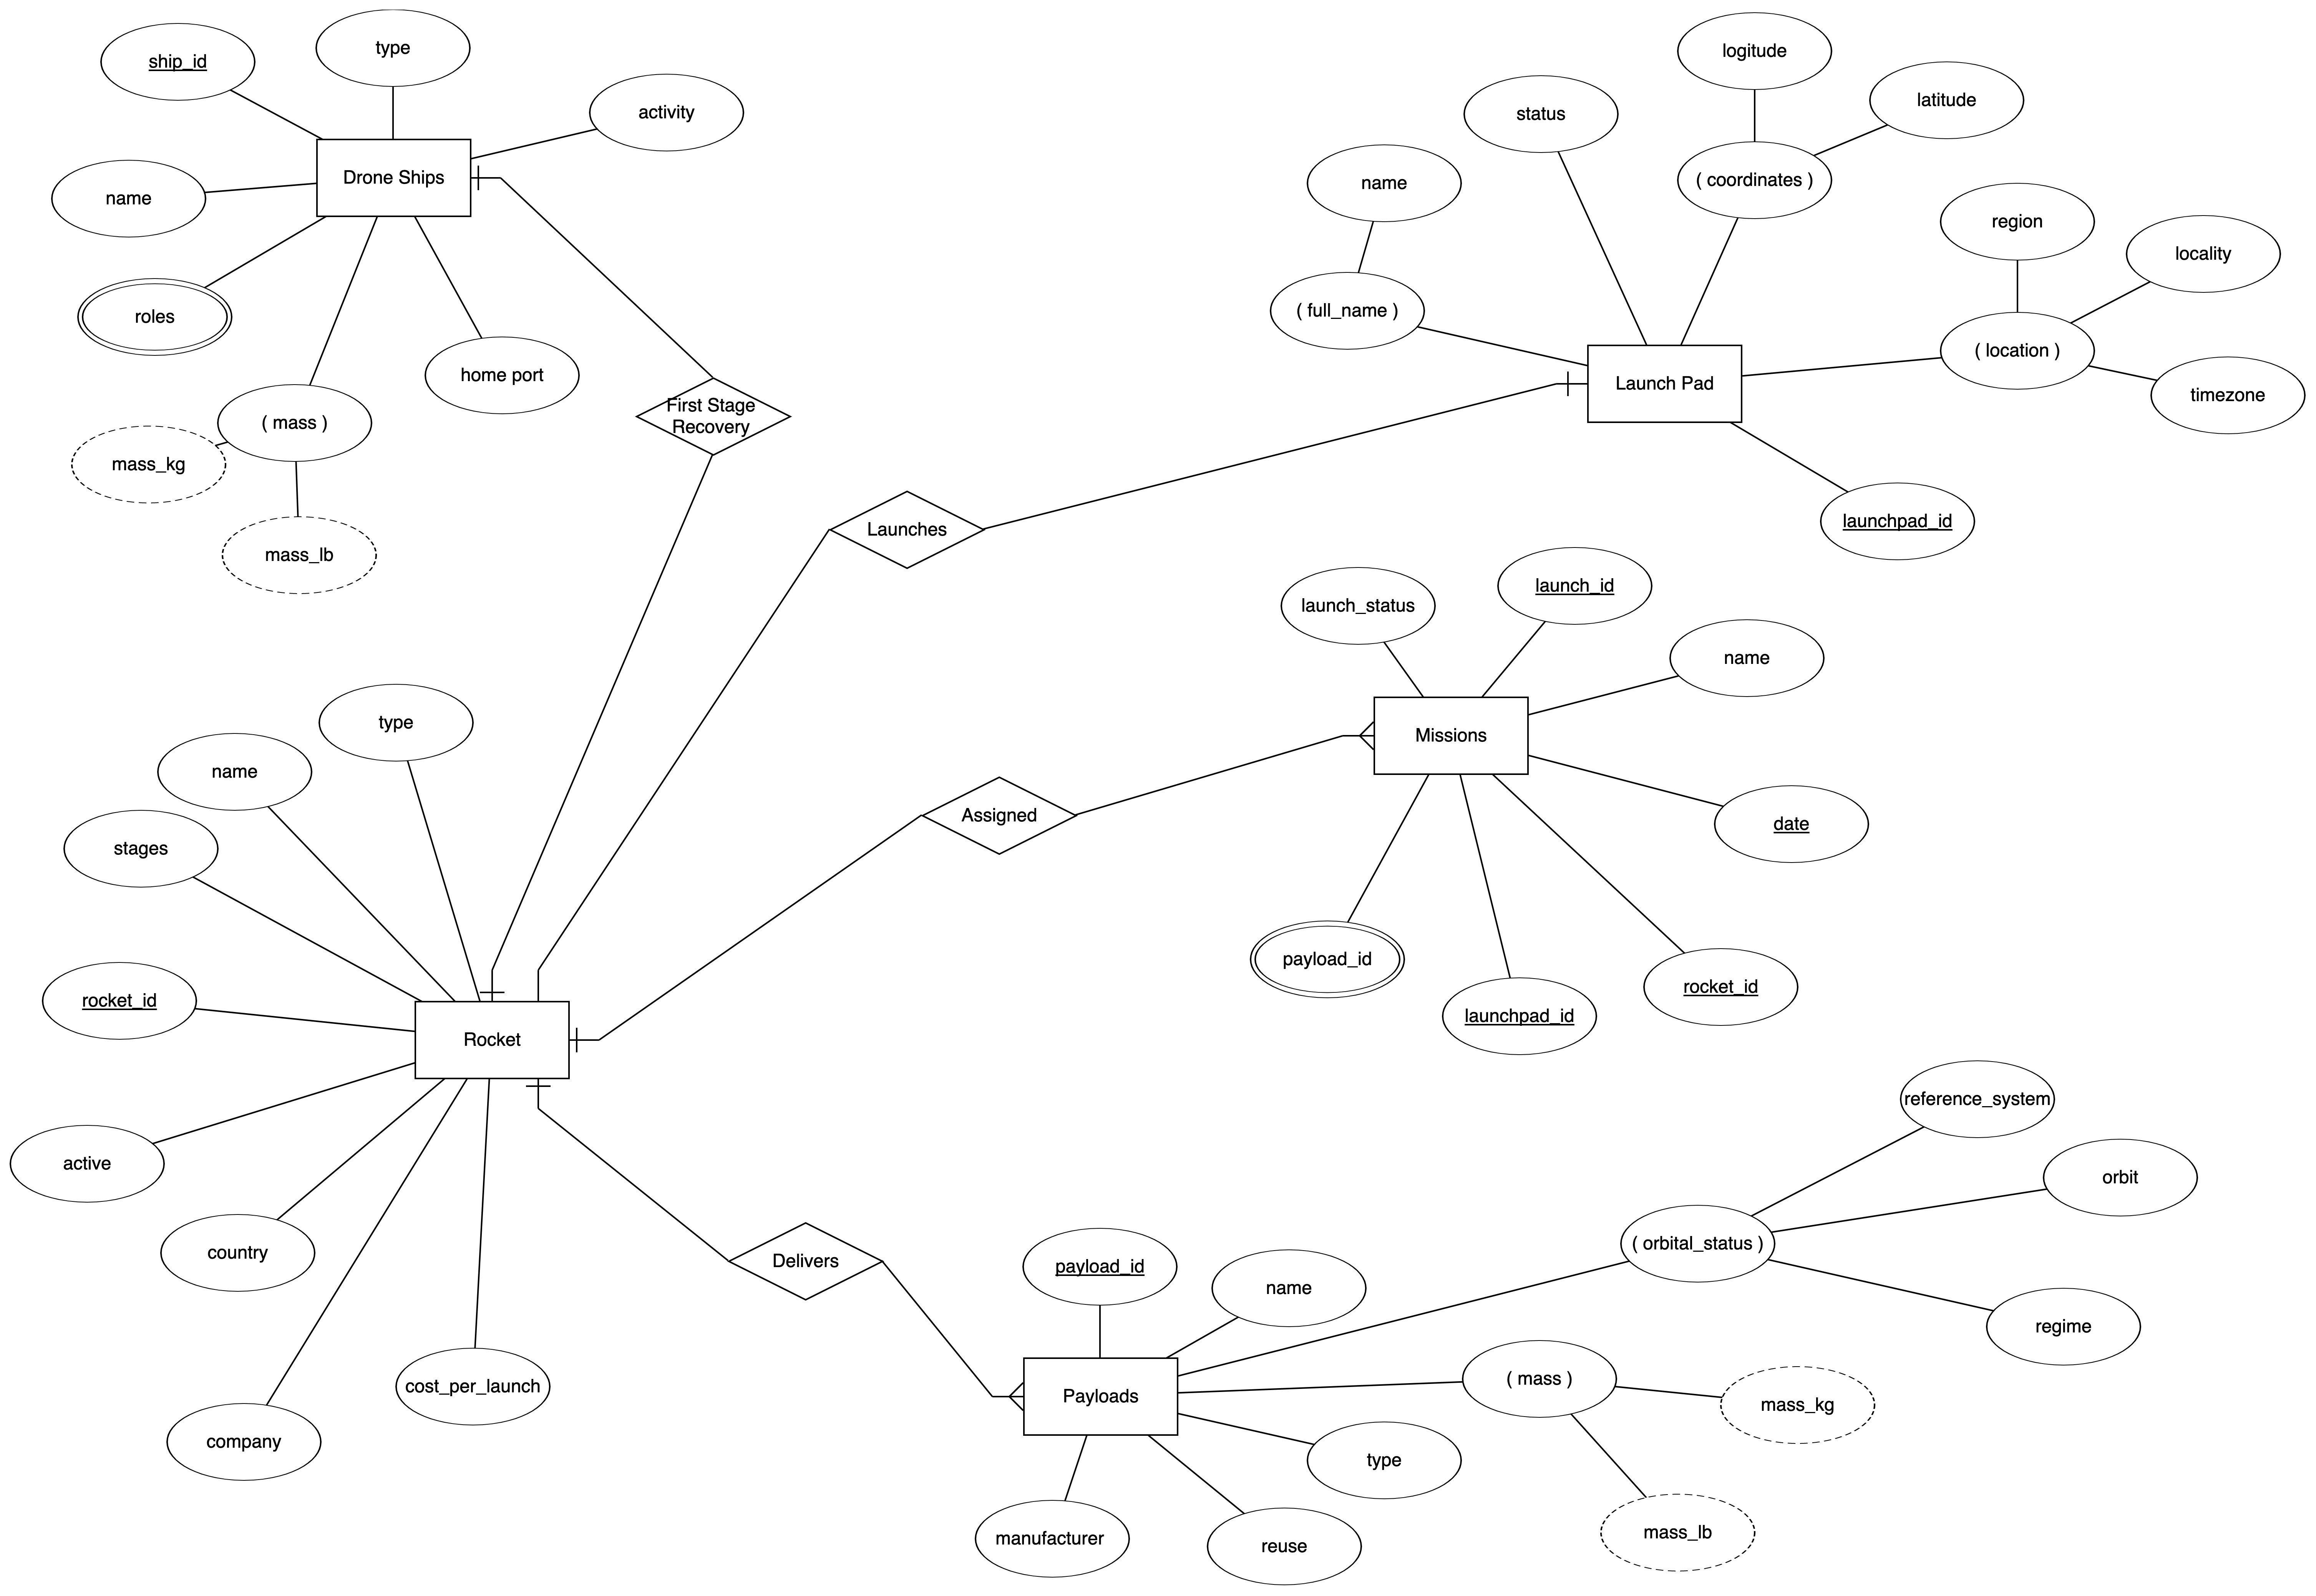 ship_id
type
activity
Drone Ships
name
roles
home port
( mass )
mass_kg
mass_lb
First Stage
Recovery
logitude
latitude
status
( coordinates )
name
region
locality
( full_name )
( location )
Launch Pad
timezone
launchpad_id
Launches
launch_status
launch_id
name
Missions
date
Assigned
payload_id
launchpad_id
rocket_id
type
name
stages
rocket_id
Rocket
active
country
company
cost_per_launch
Delivers
reference_system
orbit
( orbital_status )
regime
payload_id
name
Payloads
( mass )
mass_kg
mass_lb
type
manufacturer
reuse